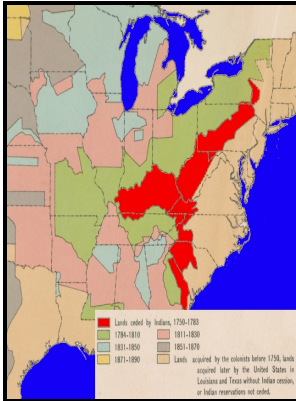 Lands ceded by Indians, 1750-1783
1784-1810
1811-1830
1831-1850
1851-1870
1871-1890
Lands acquired by the colonists before 1750, lands
acquired later by the United States in
Louisiana and Texas without Indian cession,
or Indian reservations not ceded.